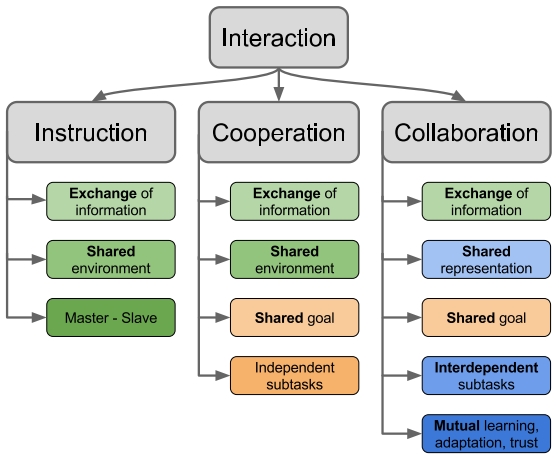 Interaction
Instruction
Exchange of
information
Shared
environment
Master - Slave
Cooperation
Exchange of
information
Shared
environment
Shared goal
Independent
subtasks
Collaboration
Exchange of
information
Shared
representation
Shared goal
Interdependent
subtasks
Mutual learning,
adaptation, trust